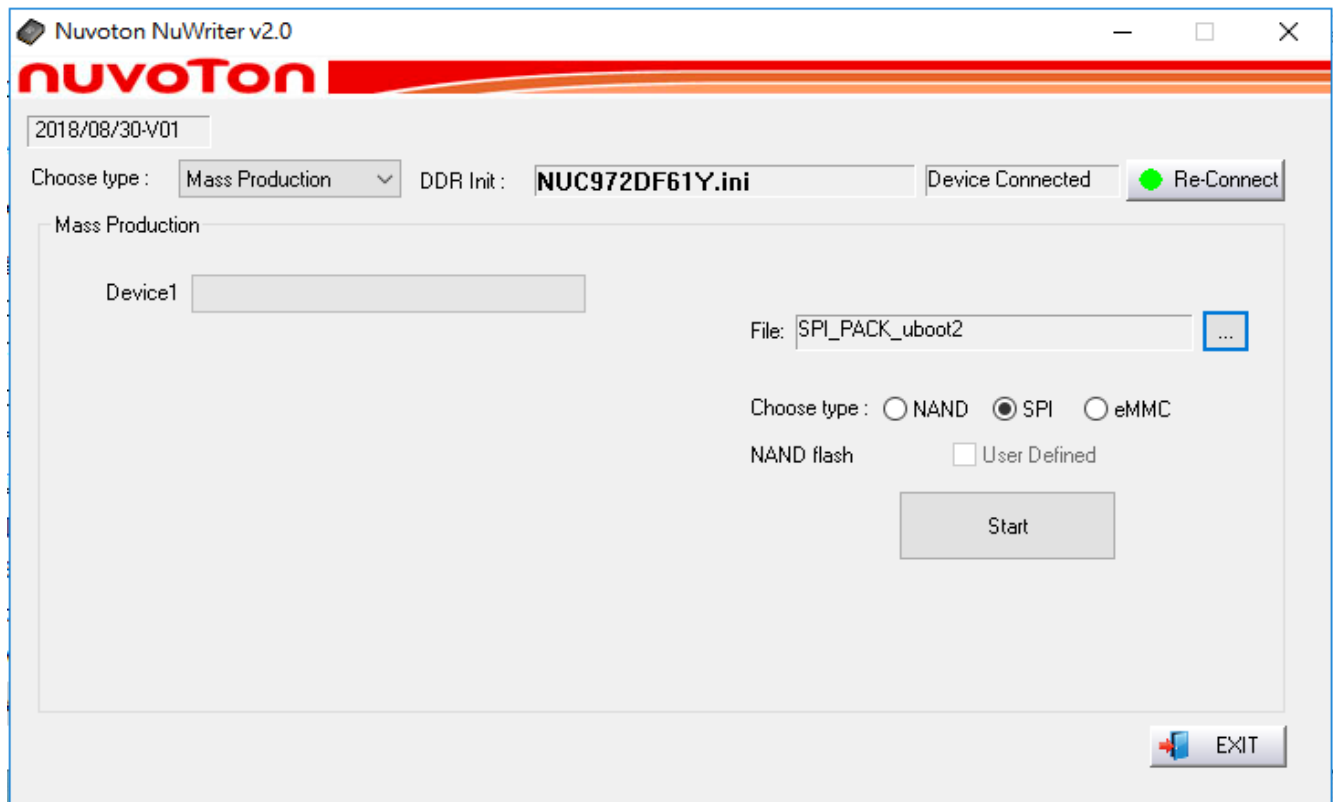 Nuvoton NuWriter v2.0
nuvoTon
2018/08/30-V01
Choose type : Mass Production DDR Init : NUC972DF61Y.ini Device Connected Re-Connect
Mass Production
Device1
File: SPI_PACK_uboot2 ...
Choose type : NAND SPI eMMC
NAND flash User Defined
Start
EXIT